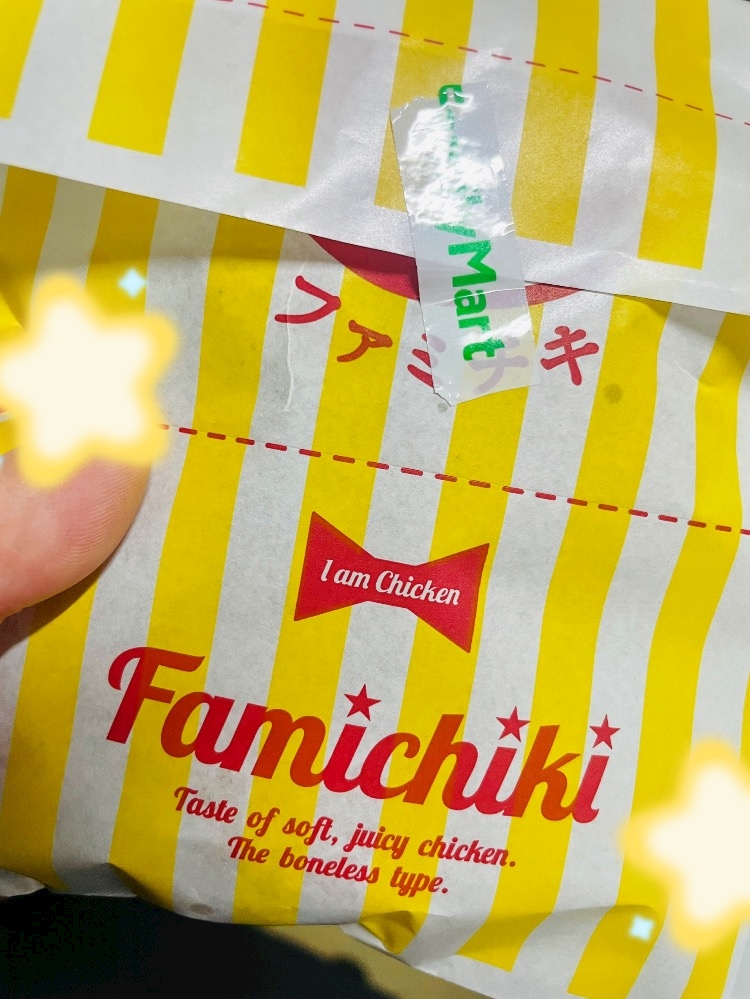 Mart
ファミチキ
I am Chicken
Famichiki
Taste of soft, juicy chicken.
The boneless type.